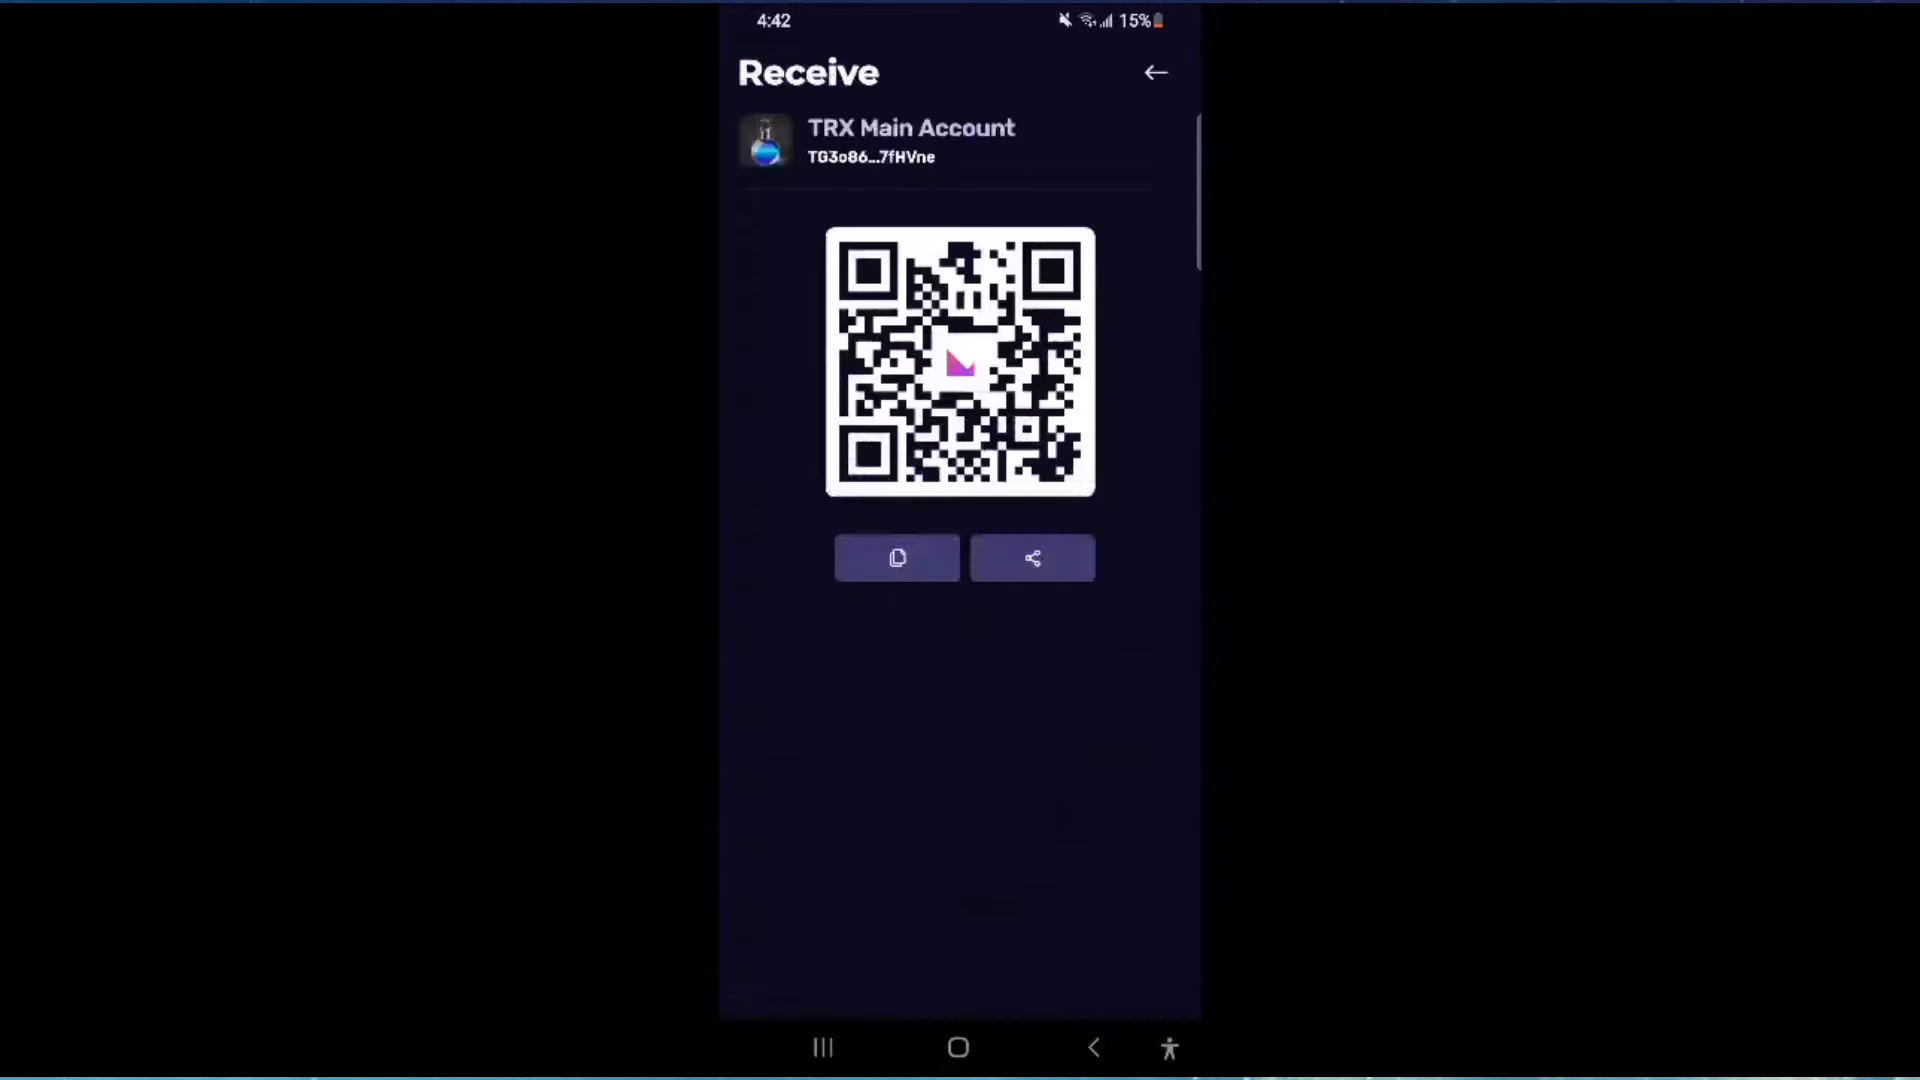 4:42
15%
Receive
TRX Main Account
TG3o86...7fHVne